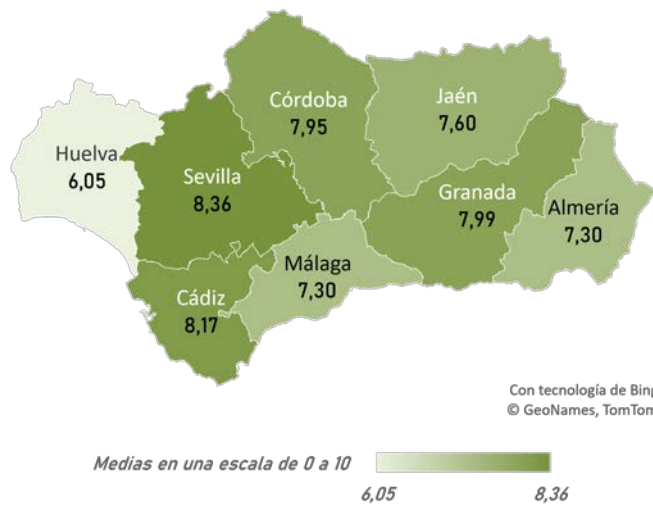 Córdoba
7,95
Jaén
7,60
Huelva
6,05
Sevilla
8,36
Granada
7,99
Almería
7,30
Málaga
7,30
Cádiz
8,17
Con tecnología de Bing
© GeoNames, TomTom
Medias en una escala de 0 a 10
6,05
8,36